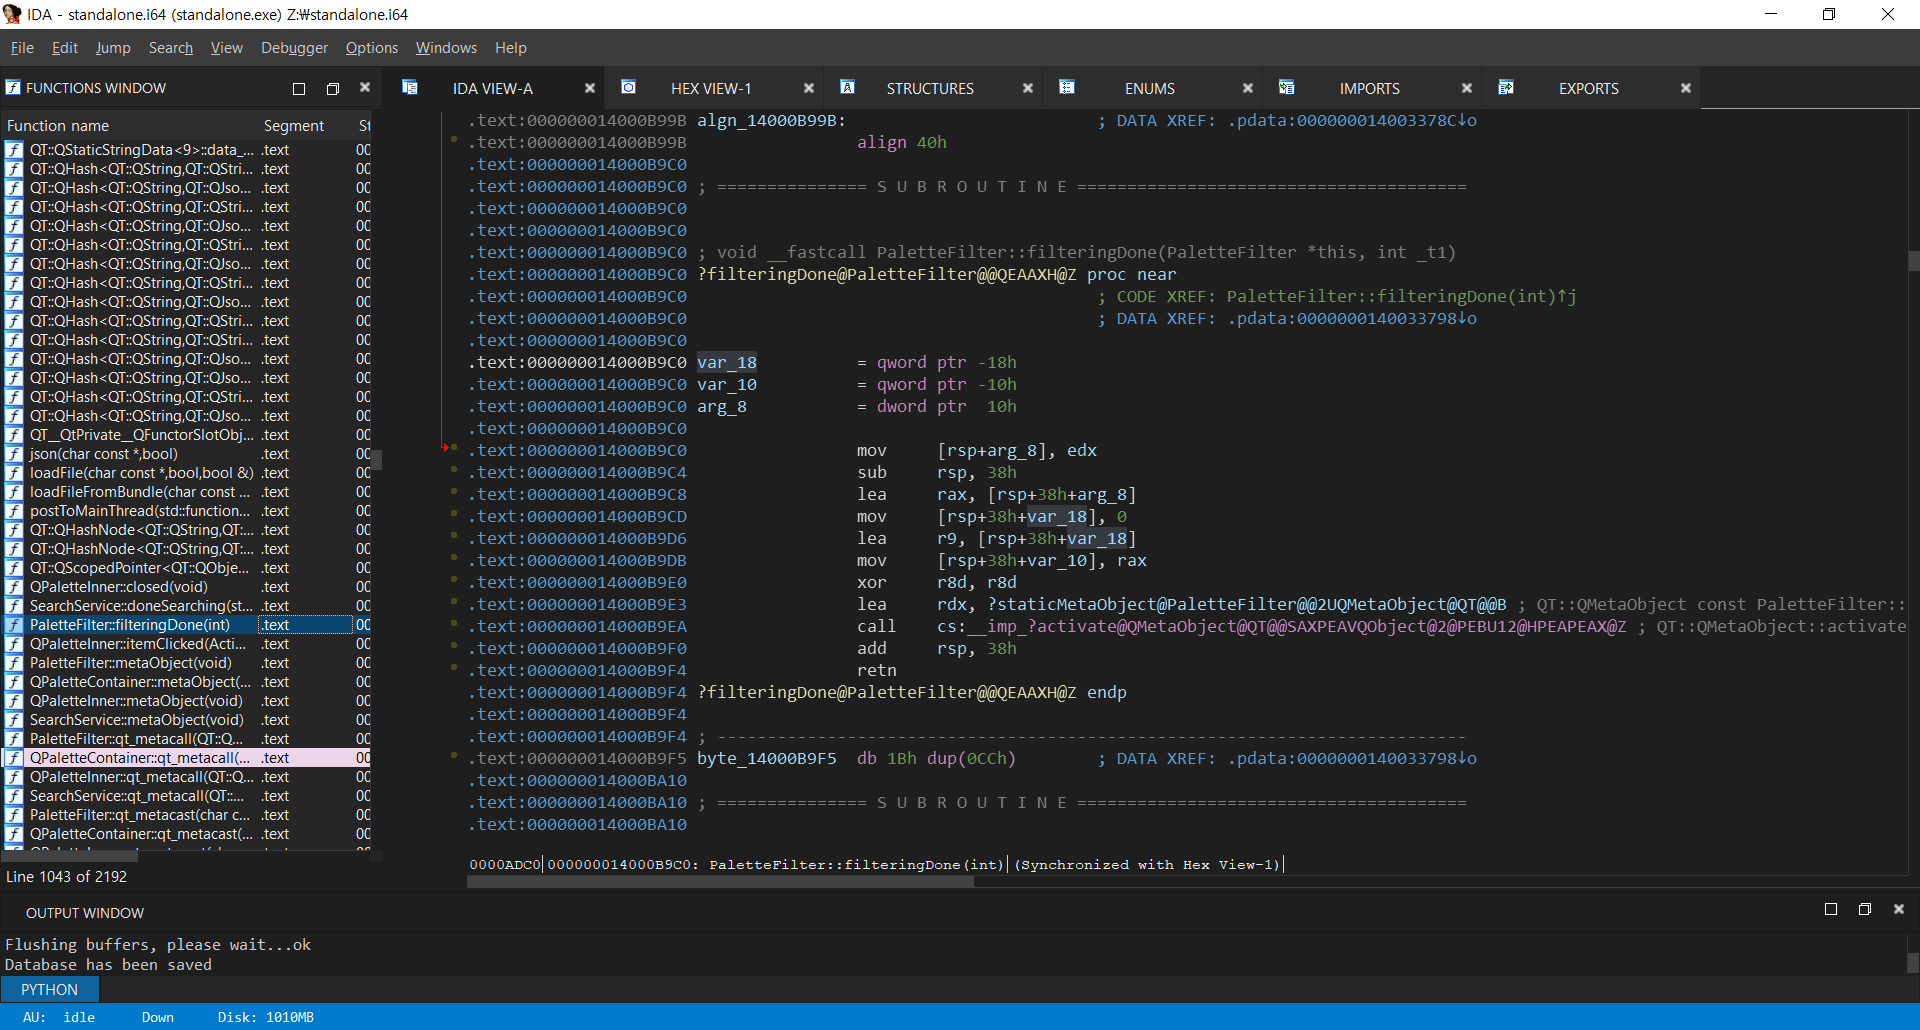 IDA - standalone.i64 (standalone.exe) Z:₩standalone.i64
File Edit Jump Search View Debugger Options Windows Help
FUNCTIONS WINDOW
IDA VIEW-A
HEX VIEW-1
STRUCTURES
ENUMS
IMPORTS
EXPORTS
Function name Segment St
QT::QStaticStringData<9>::data_... .text 00
QT::QHash<QT::QString,QT::QStri... .text 00
QT::QHash<QT::QString,QT::QJso... .text 00
QT::QHash<QT::QString,QT::QStri... .text 00
QT::QHash<QT::QString,QT::QJso... .text 00
QT::QHash<QT::QString,QT::QStri... .text 00
QT::QHash<QT::QString,QT::QJso... .text 00
QT::QHash<QT::QString,QT::QStri... .text 00
QT::QHash<QT::QString,QT::QJso... .text 00
QT::QHash<QT::QString,QT::QStri... .text 00
QT::QHash<QT::QString,QT::QStri... .text 00
QT::QHash<QT::QString,QT::QJso... .text 00
QT::QHash<QT::QString,QT::QJso... .text 00
QT::QHash<QT::QString,QT::QStri... .text 00
QT::QHash<QT::QString,QT::QJso... .text 00
QT__QtPrivate__QFunctorSlotObj... .text 00
json(char const *,bool) .text 00
loadFile(char const *,bool,bool &) .text 00
loadFileFromBundle(char const ... .text 00
postToMainThread(std::function... .text 00
QT::QHashNode<QT::QString,QT:... .text 00
QT::QHashNode<QT::QString,QT:... .text 00
QT::QScopedPointer<QT::QObje... .text 00
QPaletteInner::closed(void) .text 00
SearchService::doneSearching(st... .text 00
PaletteFilter::filteringDone(int) .text 00
QPaletteInner::itemClicked(Acti... .text 00
PaletteFilter::metaObject(void) .text 00
QPaletteContainer::metaObject(... .text 00
QPaletteInner::metaObject(void) .text 00
SearchService::metaObject(void) .text 00
PaletteFilter::qt_metacall(QT::Q... .text 00
QPaletteContainer::qt_metacall(... .text 00
QPaletteInner::qt_metacall(QT::Q... .text 00
SearchService::qt_metacall(QT::... .text 00
PaletteFilter::qt_metacast(char c... .text 00
QPaletteContainer::qt_metacast(... .text 00
Line 1043 of 2192
.text:000000014000B99B algn_14000B99B: ; DATA XREF: .pdata:000000014003378C↓o
.text:000000014000B99B align 40h
.text:000000014000B9C0
.text:000000014000B9C0 ; =============== S U B R O U T I N E =======================================
.text:000000014000B9C0
.text:000000014000B9C0
.text:000000014000B9C0 ; void __fastcall PaletteFilter::filteringDone(PaletteFilter *this, int _t1)
.text:000000014000B9C0 ?filteringDone@PaletteFilter@@QEAAXH@Z proc near
.text:000000014000B9C0 ; CODE XREF: PaletteFilter::filteringDone(int)↑j
.text:000000014000B9C0 ; DATA XREF: .pdata:0000000140033798↓o
.text:000000014000B9C0
.text:000000014000B9C0 var_18 = qword ptr -18h
.text:000000014000B9C0 var_10 = qword ptr -10h
.text:000000014000B9C0 arg_8 = dword ptr 10h
.text:000000014000B9C0
.text:000000014000B9C0 mov [rsp+arg_8], edx
.text:000000014000B9C4 sub rsp, 38h
.text:000000014000B9C8 lea rax, [rsp+38h+arg_8]
.text:000000014000B9CD mov [rsp+38h+var_18], 0
.text:000000014000B9D6 lea r9, [rsp+38h+var_18]
.text:000000014000B9DB mov [rsp+38h+var_10], rax
.text:000000014000B9E0 xor r8d, r8d
.text:000000014000B9E3 lea rdx, ?staticMetaObject@PaletteFilter@@2UQMetaObject@QT@@B ; QT::QMetaObject const PaletteFilter::
.text:000000014000B9EA call cs:__imp_?activate@QMetaObject@QT@@SAXPEAVQObject@2@PEBU12@HPEAPEAX@Z ; QT::QMetaObject::activate
.text:000000014000B9F0 add rsp, 38h
.text:000000014000B9F4 retn
.text:000000014000B9F4 ?filteringDone@PaletteFilter@@QEAAXH@Z endp
.text:000000014000B9F4
.text:000000014000B9F4 ; ---------------------------------------------------------------------------
.text:000000014000B9F5 byte_14000B9F5 db 1Bh dup(0CCh) ; DATA XREF: .pdata:0000000140033798↓o
.text:000000014000BA10
.text:000000014000BA10 ; =============== S U B R O U T I N E =======================================
.text:000000014000BA10
0000ADC0 000000014000B9C0: PaletteFilter::filteringDone(int) (Synchronized with Hex View-1)
OUTPUT WINDOW
Flushing buffers, please wait...ok
Database has been saved
PYTHON
AU: idle Down Disk: 1010MB